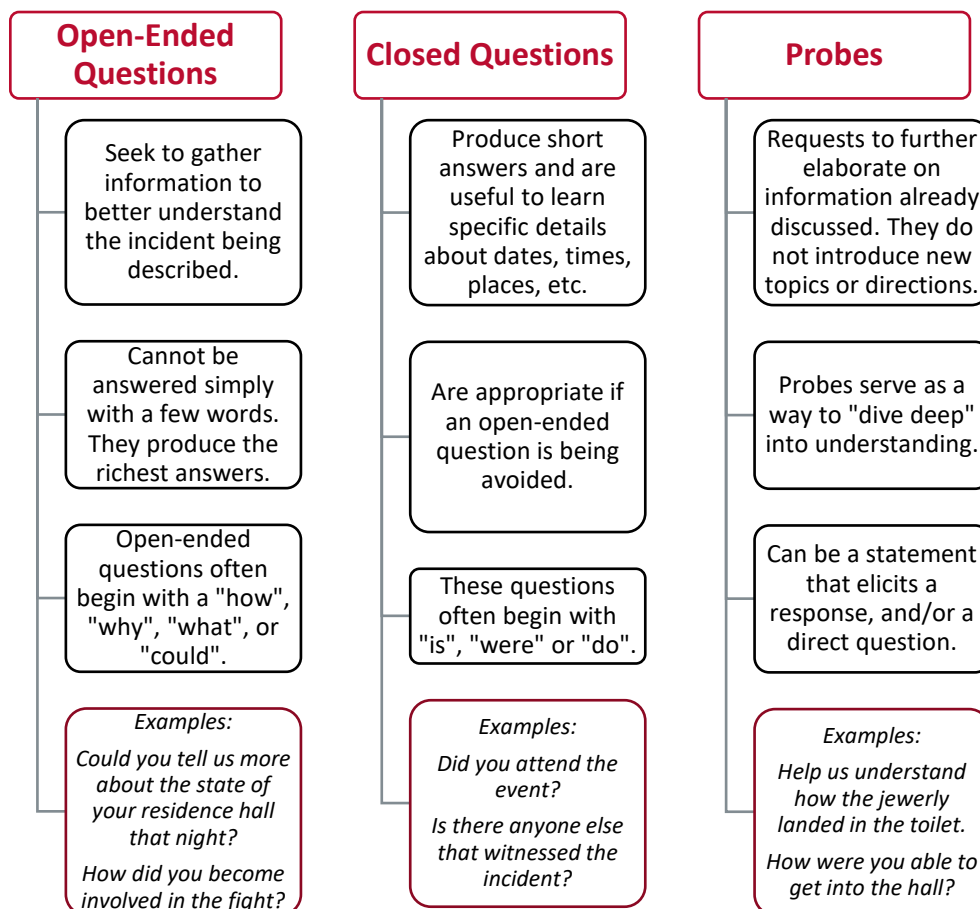 Open-Ended
Questions
Seek to gather
information to
better understand
the incident being
described.
Cannot be
answered simply
with a few words.
They produce the
richest answers.
Open-ended
questions often
begin with a "how",
"why", "what", or
"could".
Examples:
Could you tell us more
about the state of
your residence hall
that night?
How did you become
involved in the fight?
Closed Questions
Produce short
answers and are
useful to learn
specific details
about dates, times,
places, etc.
Are appropriate if
an open-ended
question is being
avoided.
These questions
often begin with
"is", "were" or "do".
Examples:
Did you attend the
event?
Is there anyone else
that witnessed the
incident?
Probes
Requests to further
elaborate on
information already
discussed. They do
not introduce new
topics or directions.
Probes serve as a
way to "dive deep"
into understanding.
Can be a statement
that elicits a
response, and/or a
direct question.
Examples:
Help us understand
how the jewerly
landed in the toilet.
How were you able to
get into the hall?